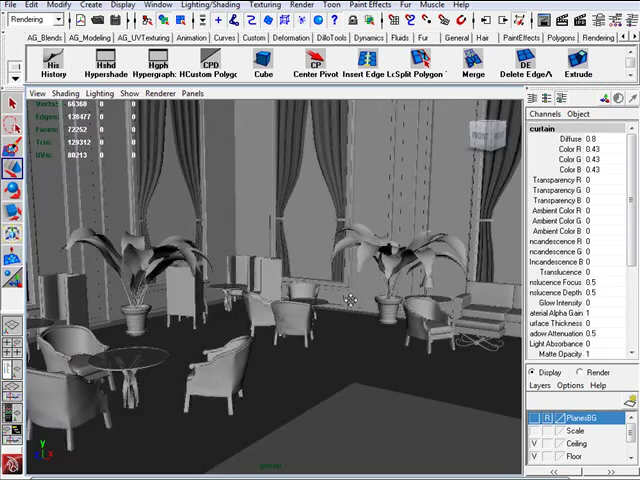 Edit Modify Create Display Window Lighting/Shading Texturing Render Toon Paint Effects Fur Muscle Help
Rendering
AG_Blends AG_Modeling AG_UVTexturing Animation Curves Custom Deformation DilloTools Dynamics Fluids Fur General Hair PaintEffects Polygons Rendering
His Hshd Hgph CPD CP DE
History Hypershade Hypergraph: H Custom Polygc Cube Center Pivot Insert Edge Lc Split Polygon Merge Delete Edge/V Extrude
View Shading Lighting Show Renderer Panels
Verts: 66360 0 0
Edges: 138477 0 0
Faces: 72252 0 0
Tris: 129312 0 0
UVs: 80213 0 0
Channels Object
curtain
Diffuse 0.8
Color R 0.43
Color G 0.43
Color B 0.43
Transparency R 0
Transparency G 0
Transparency B 0
Ambient Color R 0
Ambient Color G 0
Ambient Color B 0
ncandescence R 0
ncandescence G 0
Incandescence B 0
Translucence 0
nslucence Focus 0.5
nslucence Depth 0.5
Glow Intensity 0
aterial Alpha Gain 1
urface Thickness 0
adow Attenuation 0.5
Light Absorbance 0
Matte Opacity 1
Display Render
Layers Options Help
R PlanesBG
Scale
V Ceiling
V Floor
y
z x
persp